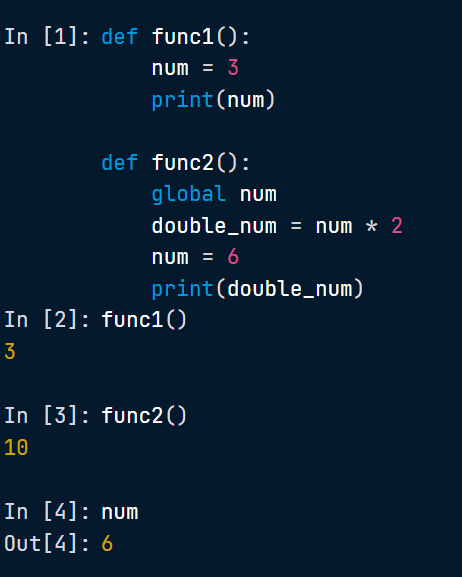 In [1]: def func1():
            num = 3
            print(num)

        def func2():
            global num
            double_num = num * 2
            num = 6
            print(double_num)
In [2]: func1()
3

In [3]: func2()
10

In [4]: num
Out[4]: 6